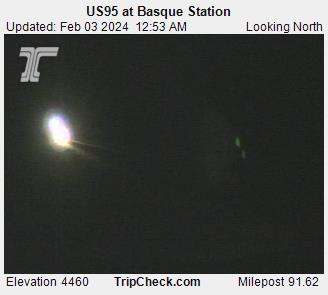 US95 at Basque Station
Updated: Feb 03 2024 12:53 AM Looking North
Elevation 4460 TripCheck.com Milepost 91.62